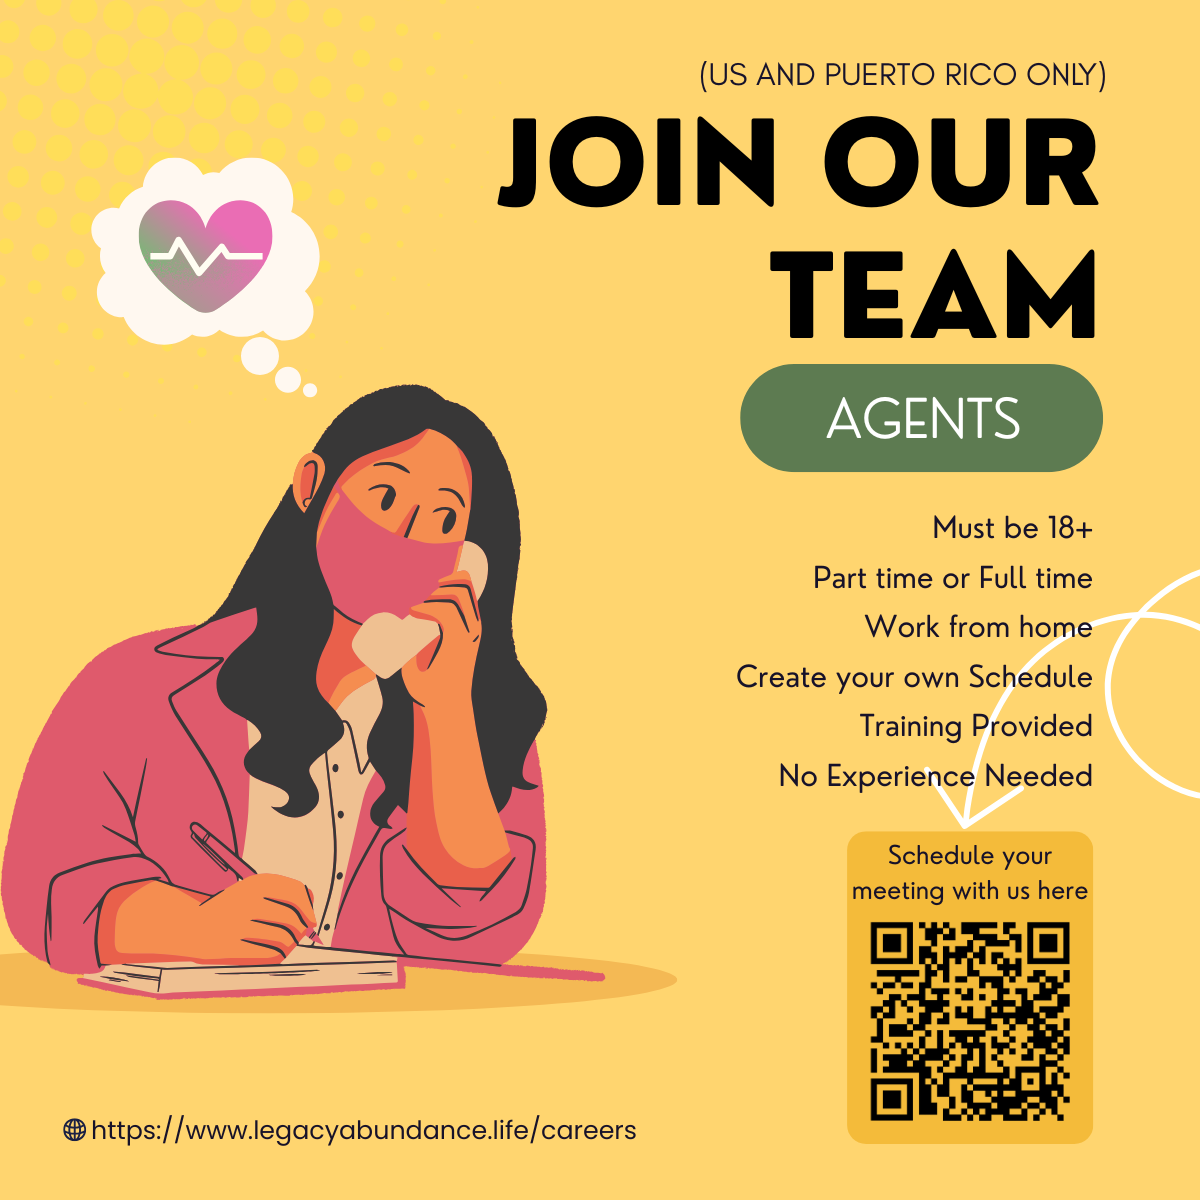 (US AND PUERTO RICO ONLY)
JOIN OUR
TEAM
AGENTS
Must be 18+
Part time or Full time
Work from home
Create your own Schedule
Training Provided
No Experience Needed
Schedule your
meeting with us here
https://www.legacyabundance.life/careers